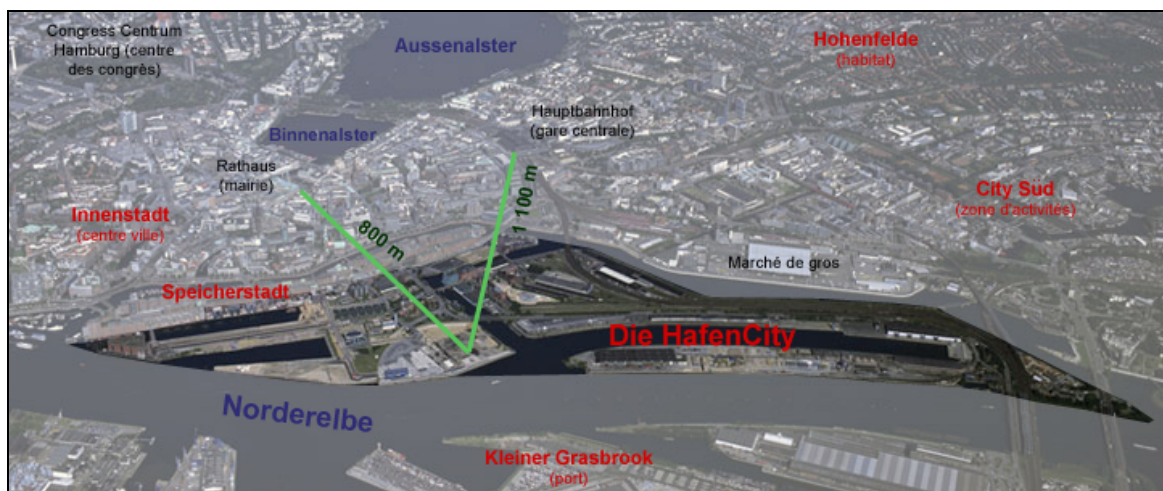 Congress Centrum
Hamburg (centre
des congrès)
Aussenalster
Hohenfelde
(habitat)
Hauptbahnhof
(gare centrale)
Binnenalster
Rathaus
(mairie)
Innenstadt
(centre ville)
800 m
1 100 m
City Süd
(zone d'activités)
Marché de gros
Speicherstadt
Die HafenCity
Norderelbe
Kleiner Grasbrook
(port)